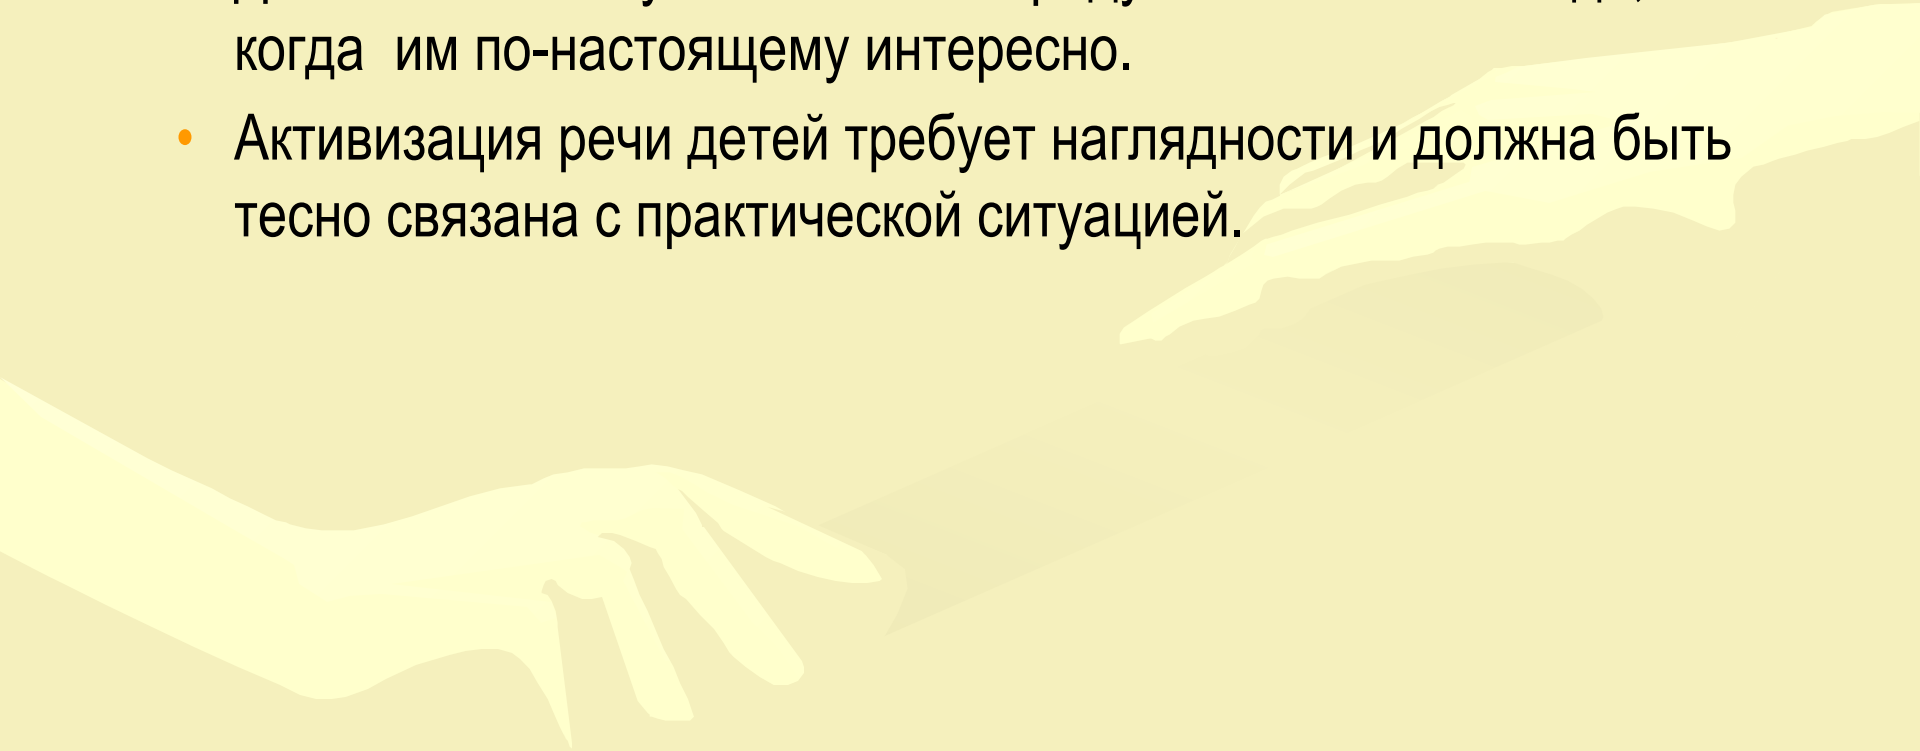 когда  им по-настоящему интересно.
• Активизация речи детей требует наглядности и должна быть
тесно связана с практической ситуацией.